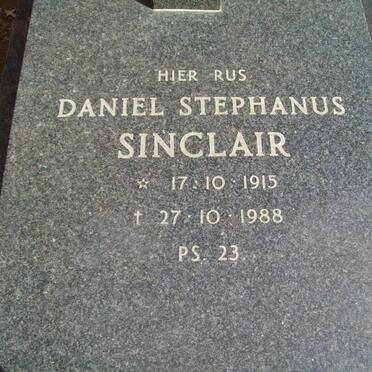 HIER RUS
DANIEL STEPHANUS
SINCLAIR
☆ 17·10·1915
† 27·10·1988
PS. 23.